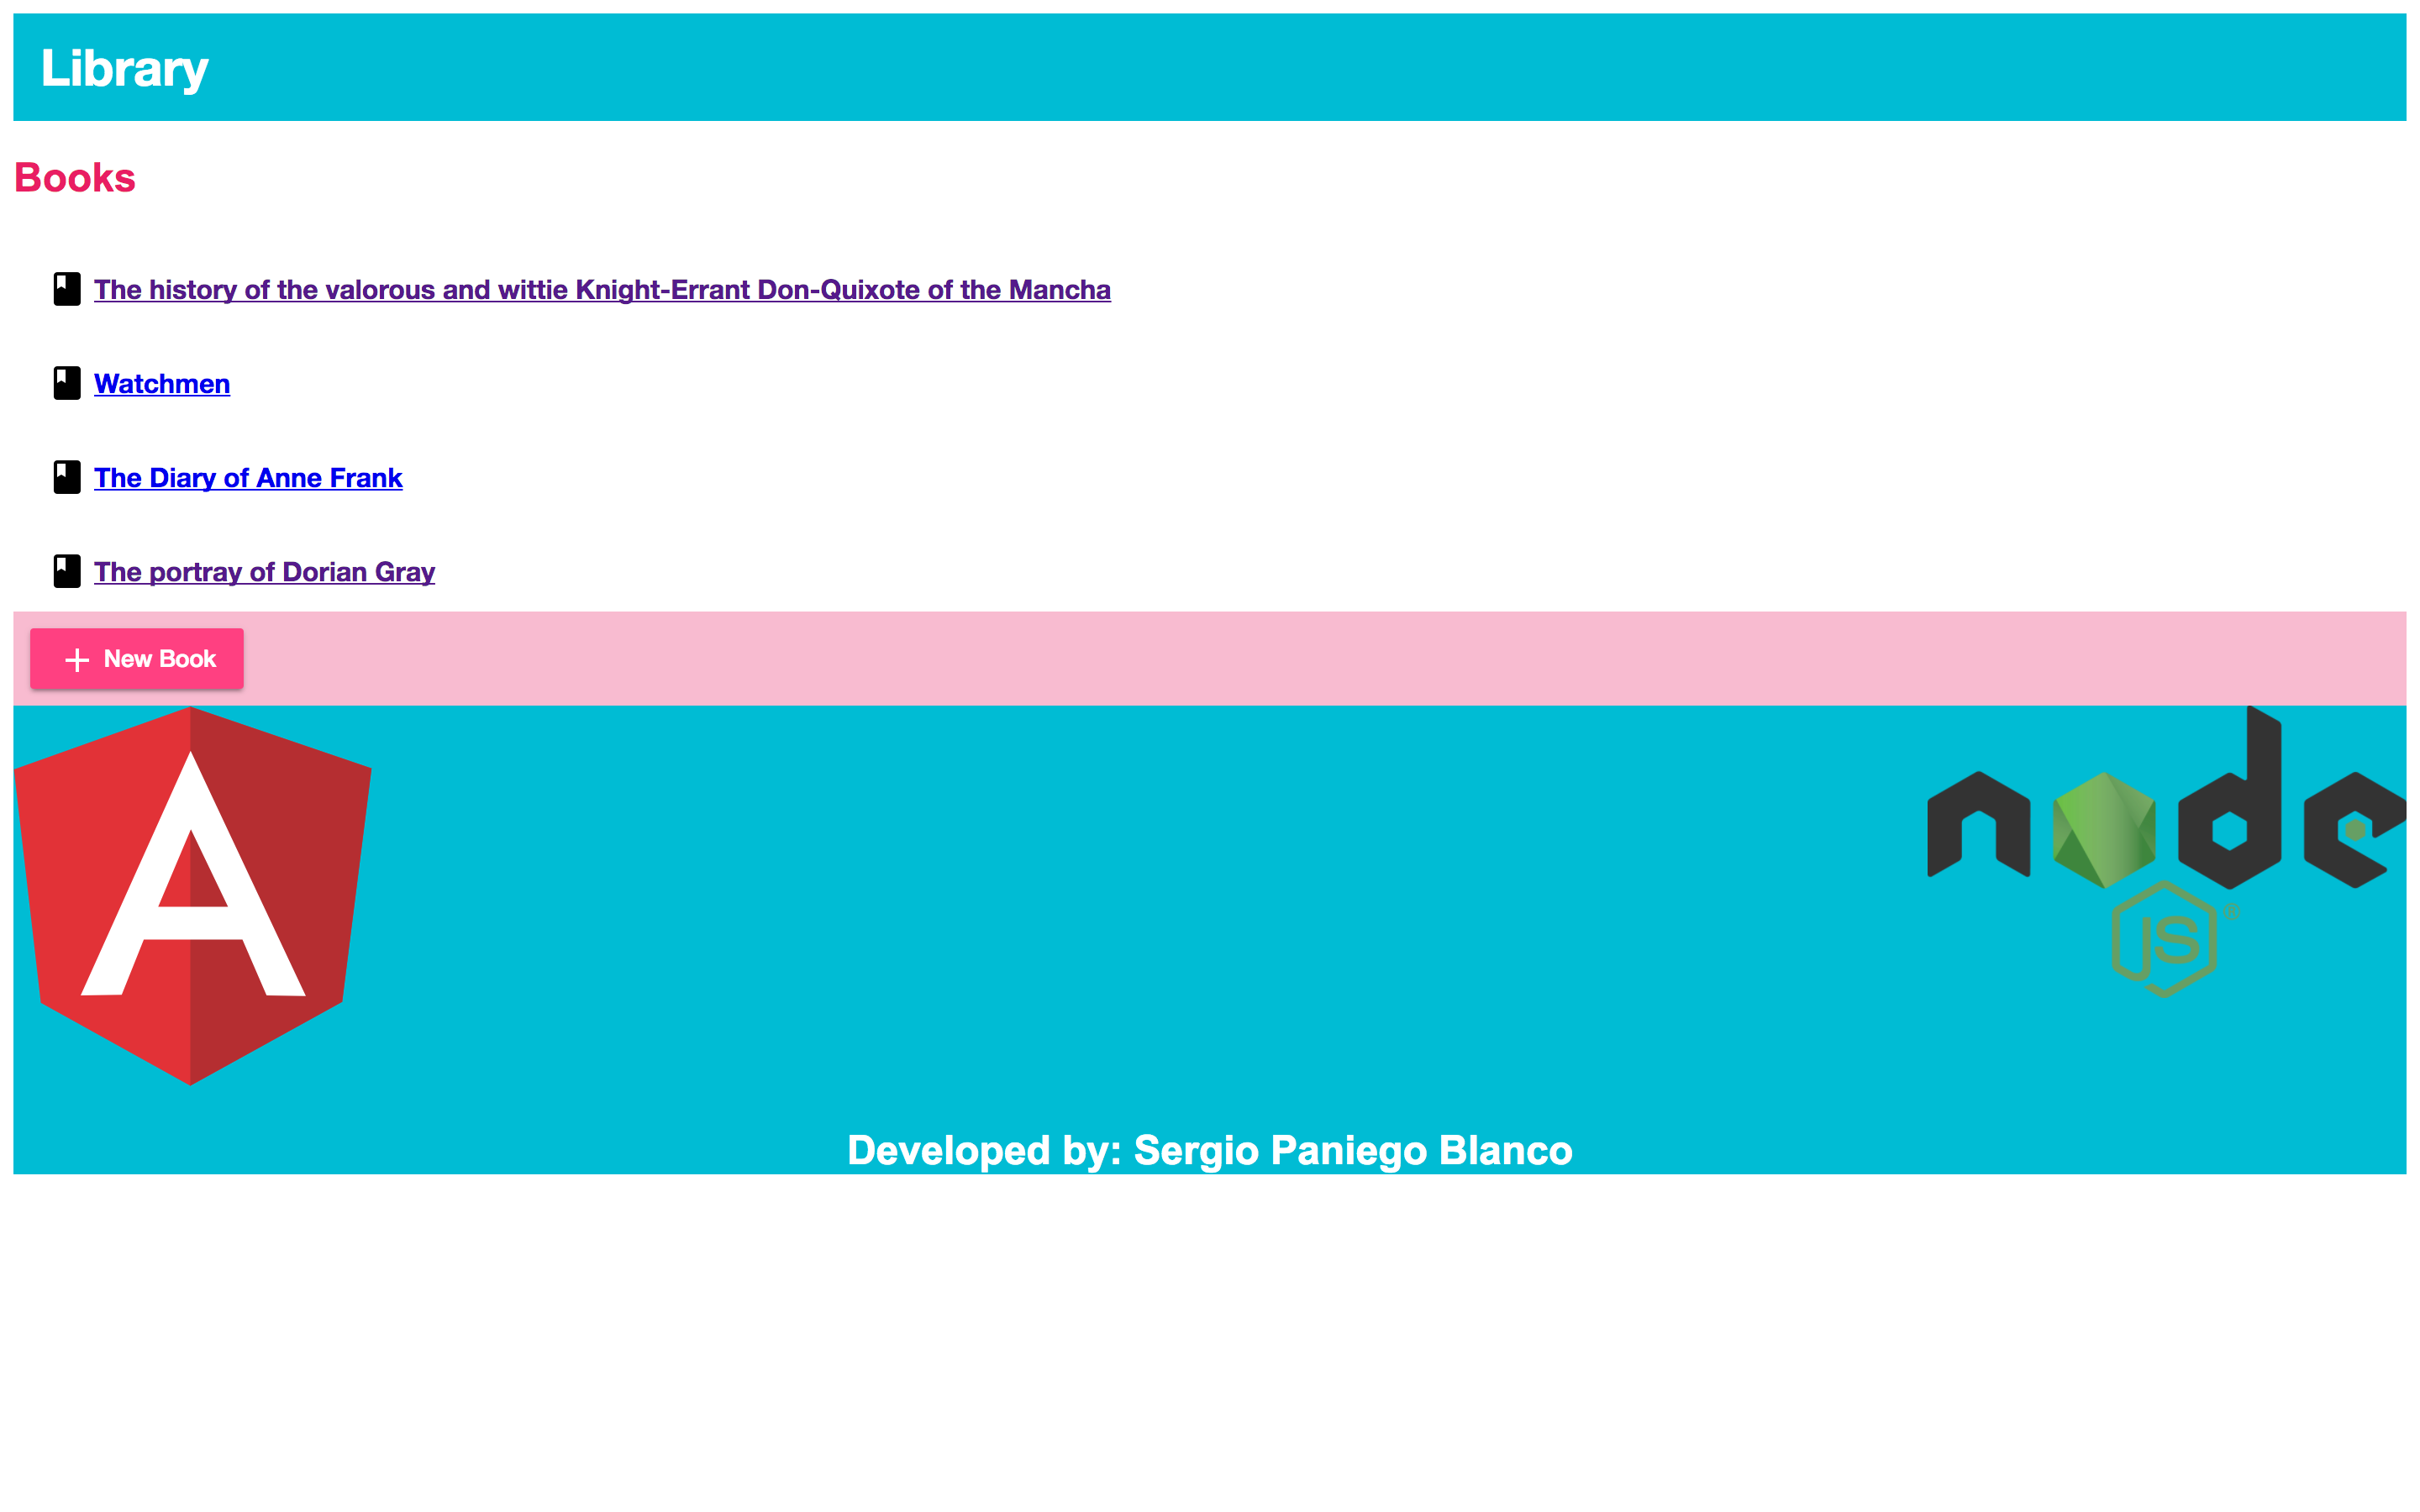 Library
Books
The history of the valorous and wittie Knight-Errant Don-Quixote of the Mancha
Watchmen
The Diary of Anne Frank
The portray of Dorian Gray
New Book
node
JS®
Developed by: Sergio Paniego Blanco